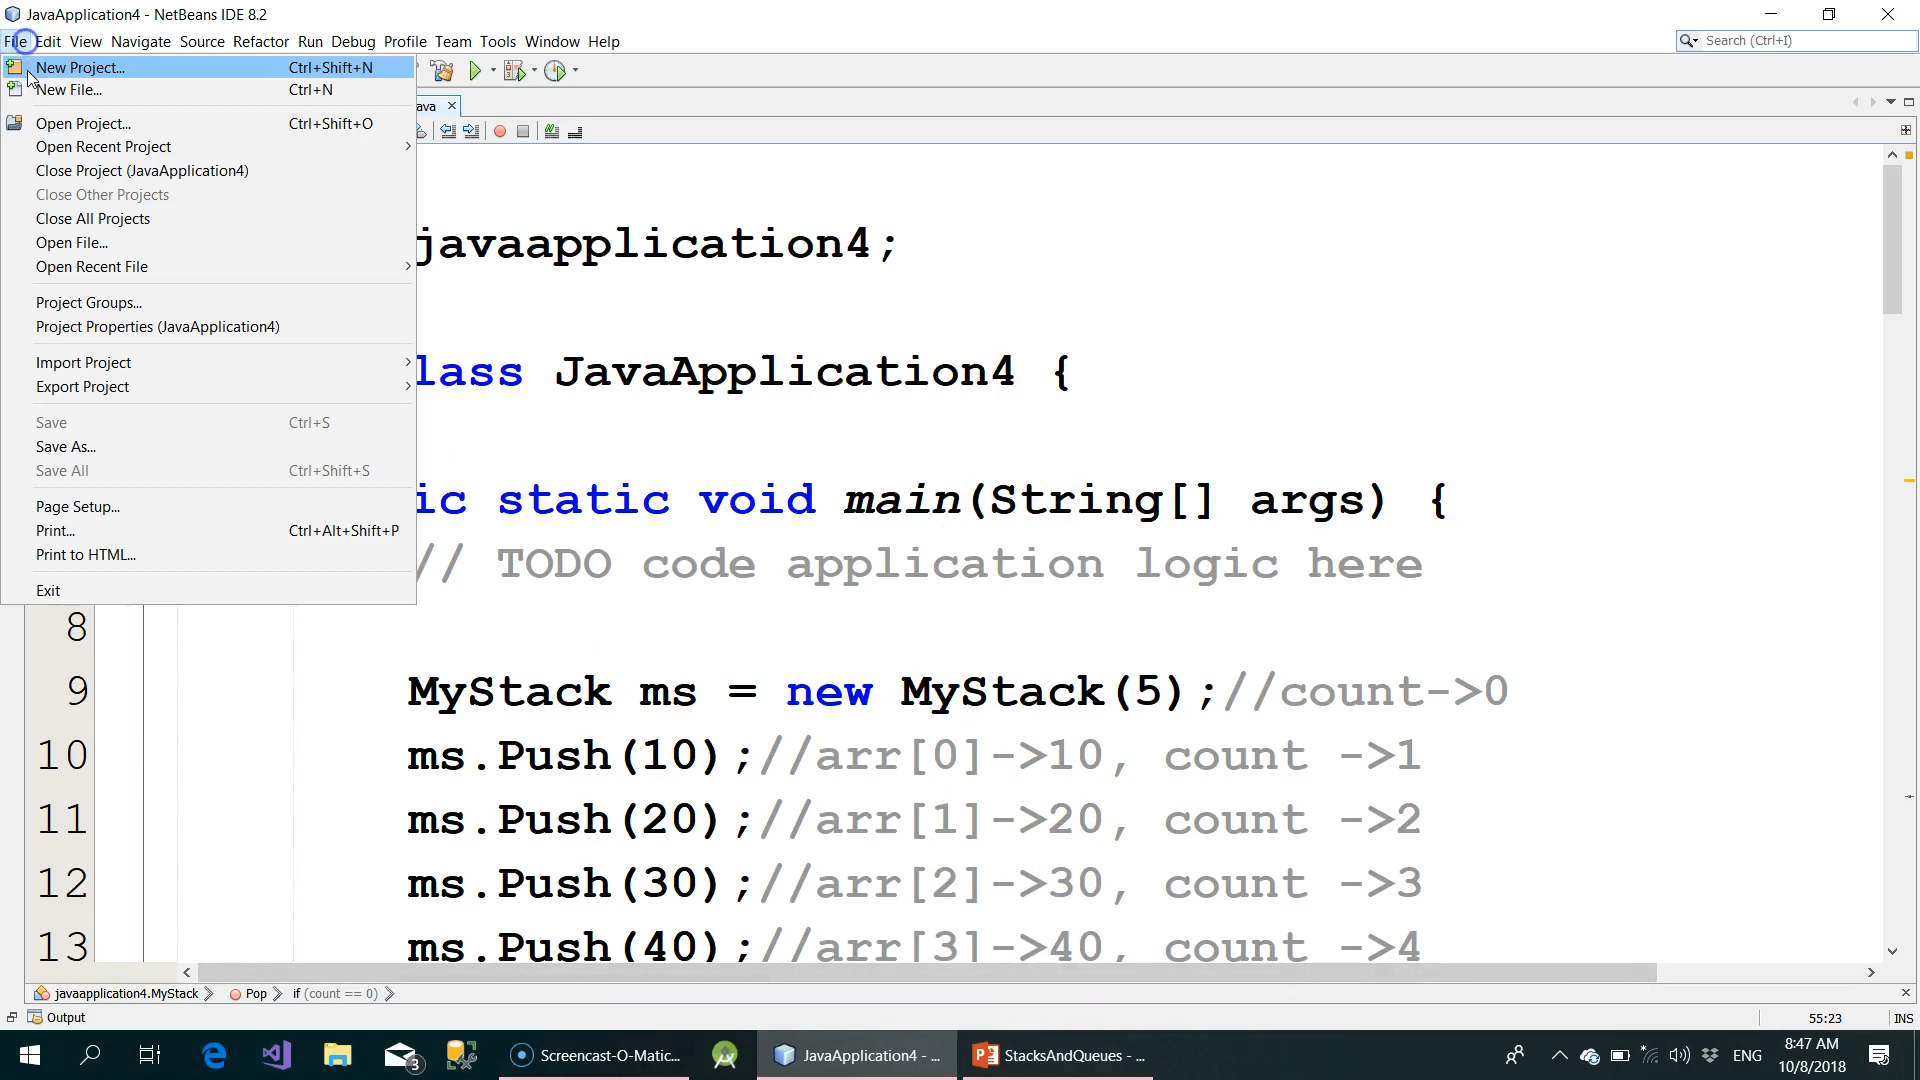 JavaApplication4 - NetBeans IDE 8.2
File Edit View Navigate Source Refactor Run Debug Profile Team Tools Window Help
Search (Ctrl+I)
New Project... Ctrl+Shift+N
New File... Ctrl+N
Open Project... Ctrl+Shift+O
Open Recent Project
Close Project (JavaApplication4)
Close Other Projects
Close All Projects
Open File...
Open Recent File
Project Groups...
Project Properties (JavaApplication4)
Import Project
Export Project
Save Ctrl+S
Save As...
Save All Ctrl+Shift+S
Page Setup...
Print... Ctrl+Alt+Shift+P
Print to HTML...
Exit
ava
javaapplication4;
lass JavaApplication4 {
ic static void main(String[] args) {
// TODO code application logic here
8
9 MyStack ms = new MyStack(5);//count->0
10 ms.Push(10);//arr[0]->10, count ->1
11 ms.Push(20);//arr[1]->20, count ->2
12 ms.Push(30);//arr[2]->30, count ->3
13 ms.Push(40);//arr[3]->40, count ->4
javaapplication4.MyStack Pop if (count == 0)
Output
55:23 INS
3
Screencast-O-Matic...
JavaApplication4 - ...
StacksAndQueues - ...
ENG
8:47 AM
10/8/2018